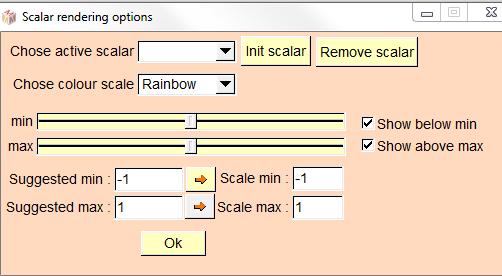 Scalar rendering options
Chose active scalar Init scalar Remove scalar
Chose colour scale Rainbow
min Show below min
max Show above max
Suggested min : -1 Scale min : -1
Suggested max : 1 Scale max : 1
Ok